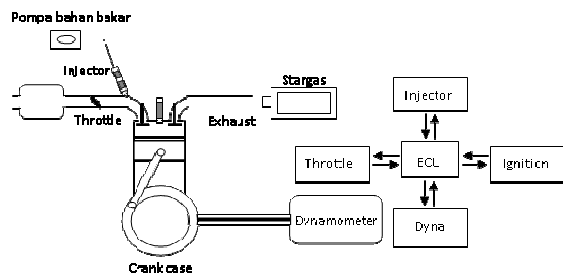 Pompa bahan bakar
Injector
Throttle
Exhaust
Stargas
Crank case
Dynamometer
Injector
Throttle
ECL
Ignition
Dyna